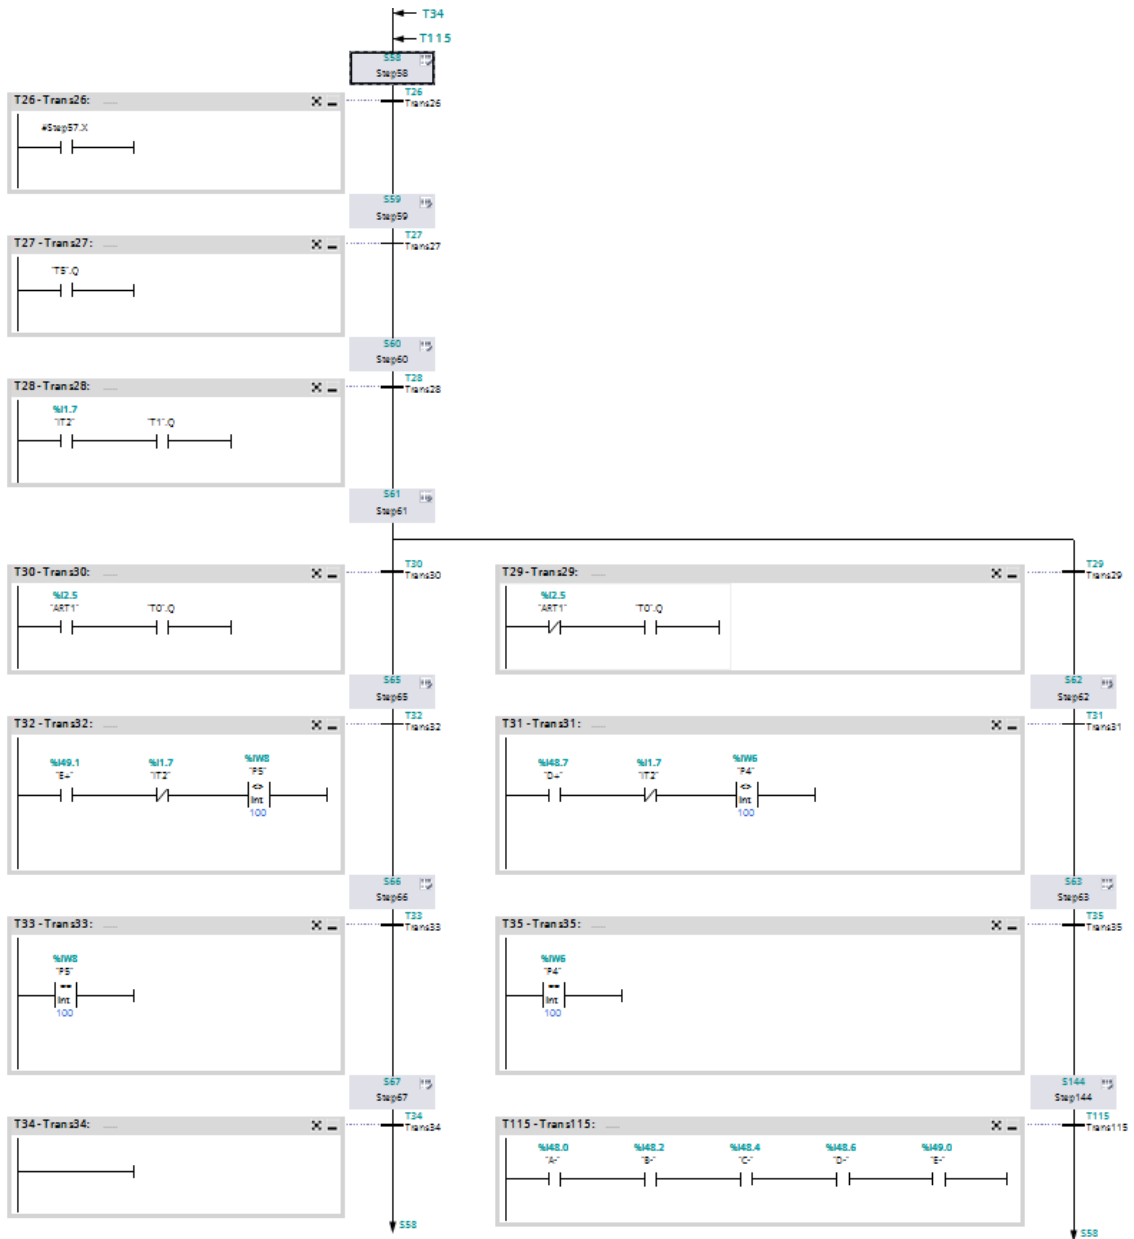 T34
T115
S58
Step58
T26 - Trans26:
T26
Trans26
#Step57.X
S59
Step59
T27 - Trans27:
T27
Trans27
"T5".Q
S60
Step60
T28 - Trans28:
T28
Trans28
%I1.7
"IT2" "T1".Q
S61
Step61
T30 - Trans30:
T30
Trans30
%I2.5
"ART1" "T0".Q
T29 - Trans29:
T29
Trans29
%I2.5
"ART1" "T0".Q
S65
Step65
S62
Step62
T32 - Trans32:
T32
Trans32
%I49.1 %I1.7 %IW8
"E+" "IT2" "P5"
<>
Int
100
T31 - Trans31:
T31
Trans31
%I48.7 %I1.7 %IW6
"D+" "IT2" "P4"
<>
Int
100
S66
Step66
S63
Step63
T33 - Trans33:
T33
Trans33
%IW8
"P5"
==
Int
100
T35 - Trans35:
T35
Trans35
%IW6
"P4"
==
Int
100
S67
Step67
S144
Step144
T34 - Trans34:
T34
Trans34
T115 - Trans115:
T115
Trans115
%I48.0 %I48.2 %I48.4 %I48.6 %I49.0
"A-" "B-" "C-" "D-" "E-"
S58
S58